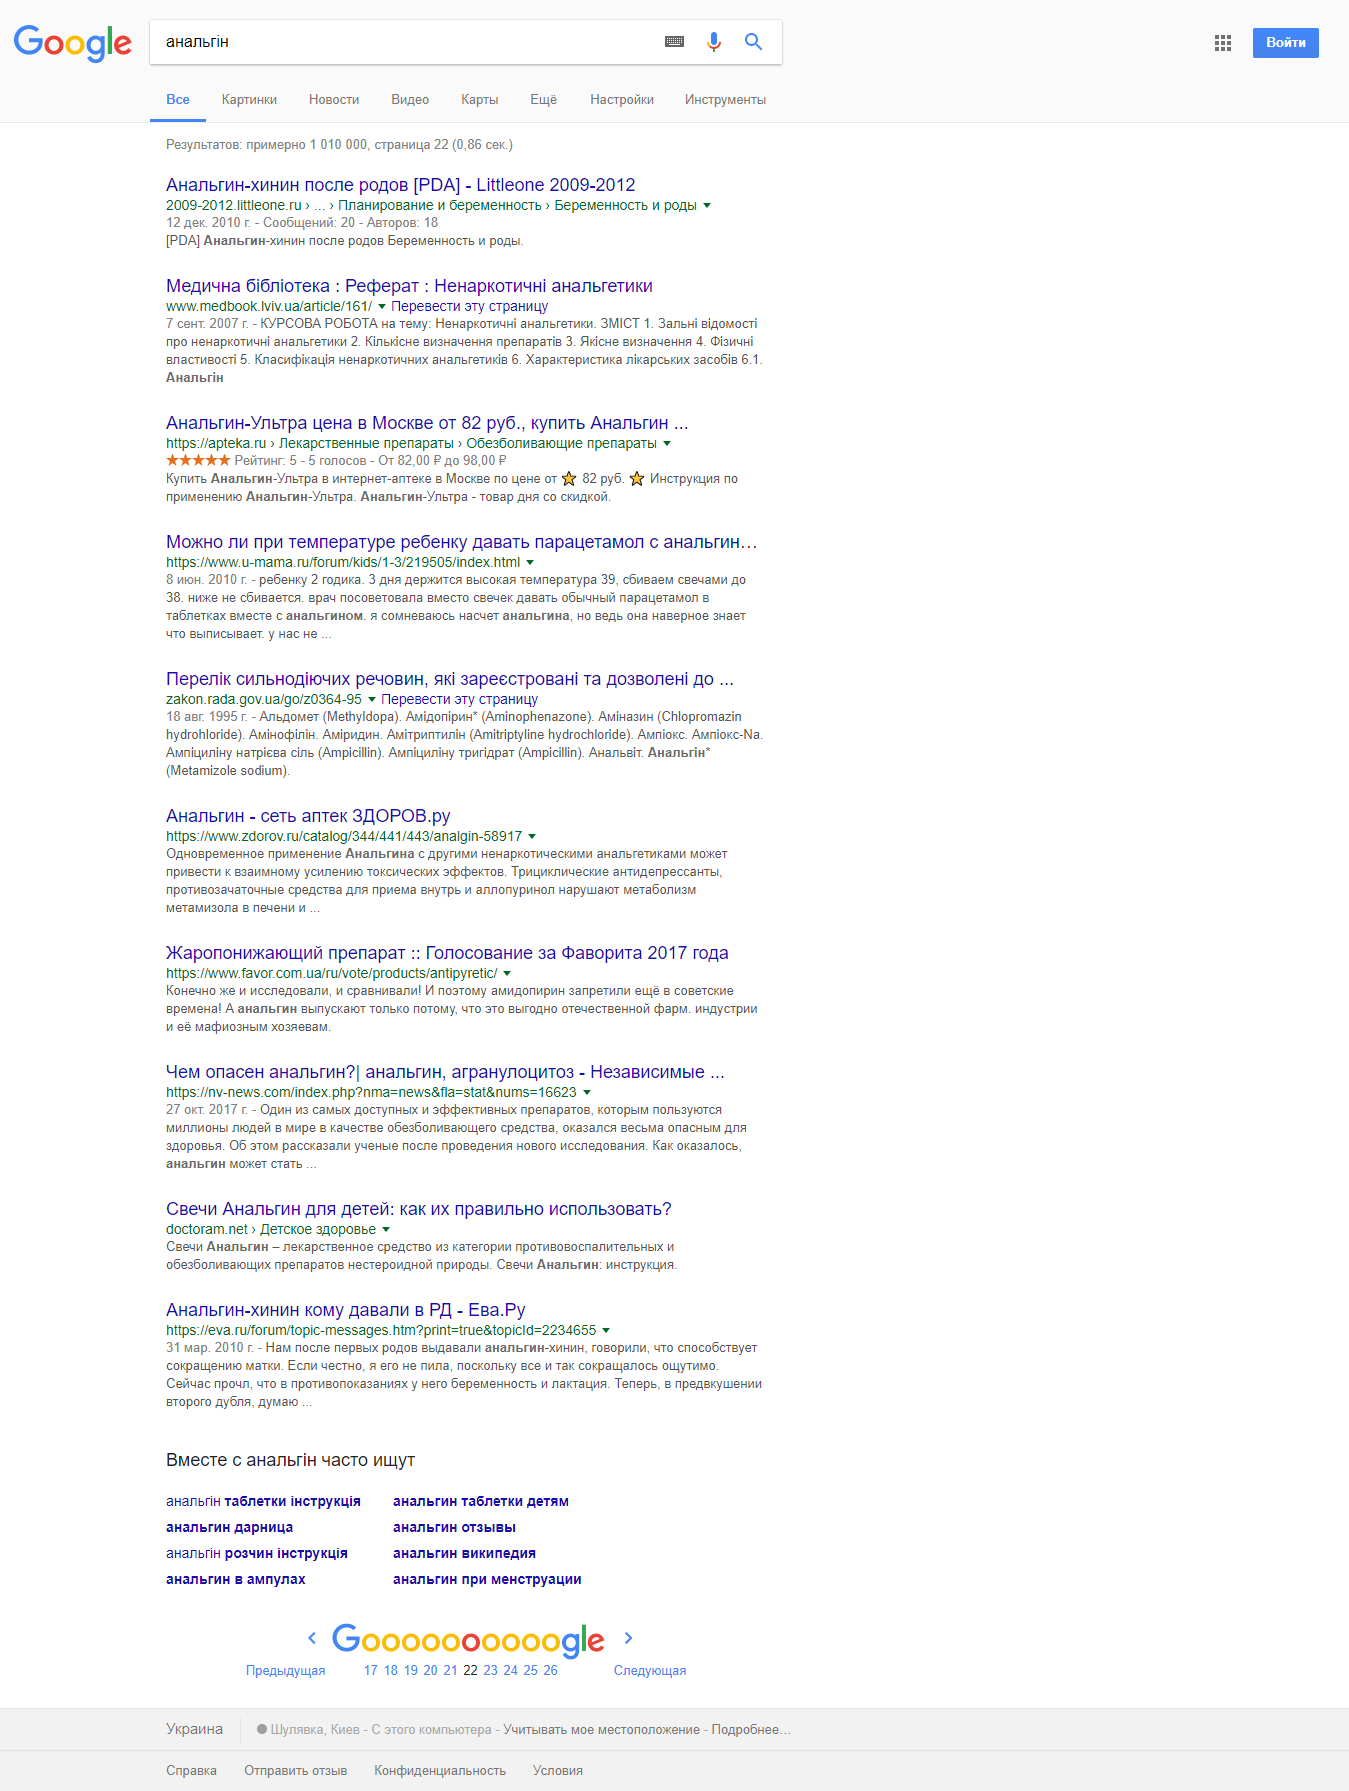 Google
анальгін
Войти
Все Картинки Новости Видео Карты Ещё Настройки Инструменты
Результатов: примерно 1 010 000, страница 22 (0,86 сек.)
Анальгин-хинин после родов [PDA] - Littleone 2009-2012
2009-2012.littleone.ru › ... › Планирование и беременность › Беременность и роды
12 дек. 2010 г. - Сообщений: 20 - Авторов: 18
[PDA] Анальгин-хинин после родов Беременность и роды.
Медична бібліотека : Реферат : Ненаркотичні анальгетики
www.medbook.lviv.ua/article/161/ Перевести эту страницу
7 сент. 2007 г. - КУРСОВА РОБОТА на тему: Ненаркотичні анальгетики. ЗМІСТ 1. Зальні відомості
про ненаркотичні анальгетики 2. Кількісне визначення препаратів 3. Якісне визначення 4. Фізичні
властивості 5. Класифікація ненаркотичних анальгетиків 6. Характеристика лікарських засобів 6.1.
Анальгін
Анальгин-Ультра цена в Москве от 82 руб., купить Анальгин ...
https://apteka.ru › Лекарственные препараты › Обезболивающие препараты
★★★★★ Рейтинг: 5 - 5 голосов - От 82,00 ₽ до 98,00 ₽
Купить Анальгин-Ультра в интернет-аптеке в Москве по цене от ⭐ 82 руб. ⭐ Инструкция по
применению Анальгин-Ультра. Анальгин-Ультра - товар дня со скидкой.
Можно ли при температуре ребенку давать парацетамол с анальгин...
https://www.u-mama.ru/forum/kids/1-3/219505/index.html
8 июн. 2010 г. - ребенку 2 годика. 3 дня держится высокая температура 39, сбиваем свечами до
38. ниже не сбивается. врач посоветовала вместо свечек давать обычный парацетамол в
таблетках вместе с анальгином. я сомневаюсь насчет анальгина, но ведь она наверное знает
что выписывает. у нас не ...
Перелік сильнодіючих речовин, які зареєстровані та дозволені до ...
zakon.rada.gov.ua/go/z0364-95 Перевести эту страницу
18 авг. 1995 г. - Альдомет (Methyldopa). Амідопірин* (Aminophenazone). Аміназин (Chlopromazin
hydrohloride). Амінофілін. Аміридин. Амітриптилін (Amitriptyline hydrochloride). Ампіокс. Ампіокс-Na.
Ампіциліну натрієва сіль (Ampicillin). Ампіциліну тригідрат (Ampicillin). Анальвіт. Анальгін*
(Metamizole sodium).
Анальгин - сеть аптек ЗДОРОВ.ру
https://www.zdorov.ru/catalog/344/441/443/analgin-58917
Одновременное применение Анальгина с другими ненаркотическими анальгетиками может
привести к взаимному усилению токсических эффектов. Трициклические антидепрессанты,
противозачаточные средства для приема внутрь и аллопуринол нарушают метаболизм
метамизола в печени и ...
Жаропонижающий препарат :: Голосование за Фаворита 2017 года
https://www.favor.com.ua/ru/vote/products/antipyretic/
Конечно же и исследовали, и сравнивали! И поэтому амидопирин запретили ещё в советские
времена! А анальгин выпускают только потому, что это выгодно отечественной фарм. индустрии
и её мафиозным хозяевам.
Чем опасен анальгин?| анальгин, агранулоцитоз - Независимые ...
https://nv-news.com/index.php?nma=news&fla=stat&nums=16623
27 окт. 2017 г. - Один из самых доступных и эффективных препаратов, которым пользуются
миллионы людей в мире в качестве обезболивающего средства, оказался весьма опасным для
здоровья. Об этом рассказали ученые после проведения нового исследования. Как оказалось,
анальгин может стать ...
Свечи Анальгин для детей: как их правильно использовать?
doctoram.net › Детское здоровье
Свечи Анальгин – лекарственное средство из категории противовоспалительных и
обезболивающих препаратов нестероидной природы. Свечи Анальгин: инструкция.
Анальгин-хинин кому давали в РД - Ева.Ру
https://eva.ru/forum/topic-messages.htm?print=true&topicId=2234655
31 мар. 2010 г. - Нам после первых родов выдавали анальгин-хинин, говорили, что способствует
сокращению матки. Если честно, я его не пила, поскольку все и так сокращалось ощутимо.
Сейчас прочл, что в противопоказаниях у него беременность и лактация. Теперь, в предвкушении
второго дубля, думаю ...
Вместе с анальгін часто ищут
анальгін таблетки інструкція анальгин таблетки детям
анальгин дарница анальгин отзывы
анальгін розчин інструкція анальгин википедия
анальгин в ампулах анальгин при менструации
Goooooooooogle
Предыдущая 17 18 19 20 21 22 23 24 25 26 Следующая
Украина Шулявка, Киев - С этого компьютера - Учитывать мое местоположение - Подробнее...
Справка Отправить отзыв Конфиденциальность Условия